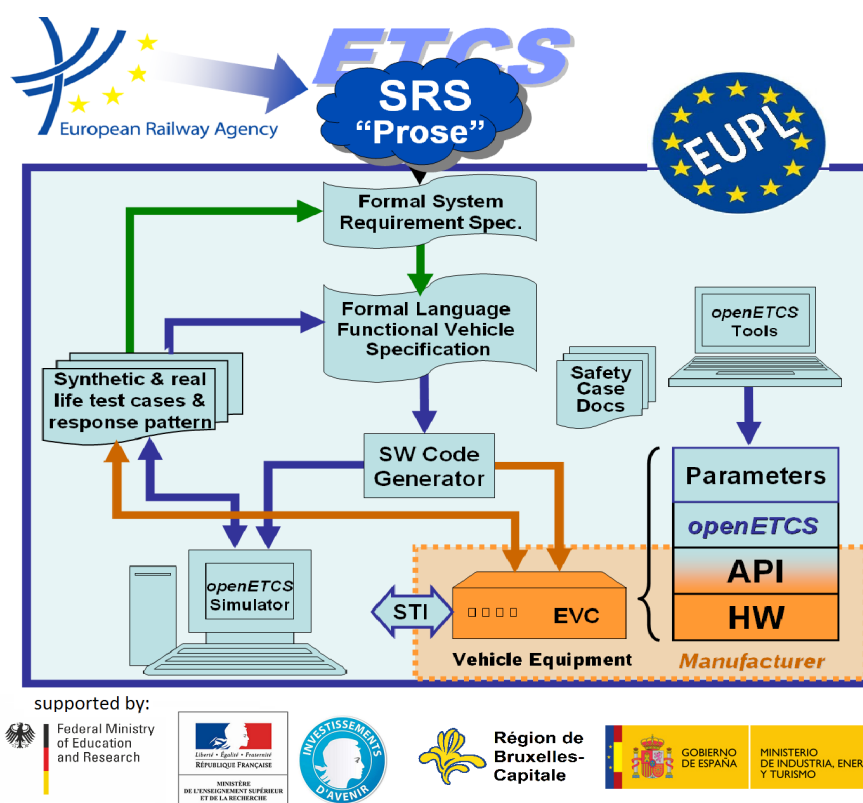 ETCS
SRS
“Prose”
European Railway Agency
EUPL
Formal System
Requirement Spec.
Formal Language
Functional Vehicle
Specification
openETCS
Tools
Synthetic & real
life test cases &
response pattern
Safety
Case
Docs
SW Code
Generator
Parameters
openETCS
API
HW
openETCS
Simulator
STI
EVC
Vehicle Equipment
Manufacturer
supported by:
Federal Ministry
of Education
and Research
Liberté • Égalité • Fraternité
RÉPUBLIQUE FRANÇAISE
MINISTÈRE
DE L'ENSEIGNEMENT SUPÉRIEUR
ET DE LA RECHERCHE
INVESTISSEMENTS
D'AVENIR
Région de
Bruxelles-
Capitale
GOBIERNO
DE ESPAÑA
MINISTERIO
DE INDUSTRIA, ENER
Y TURISMO